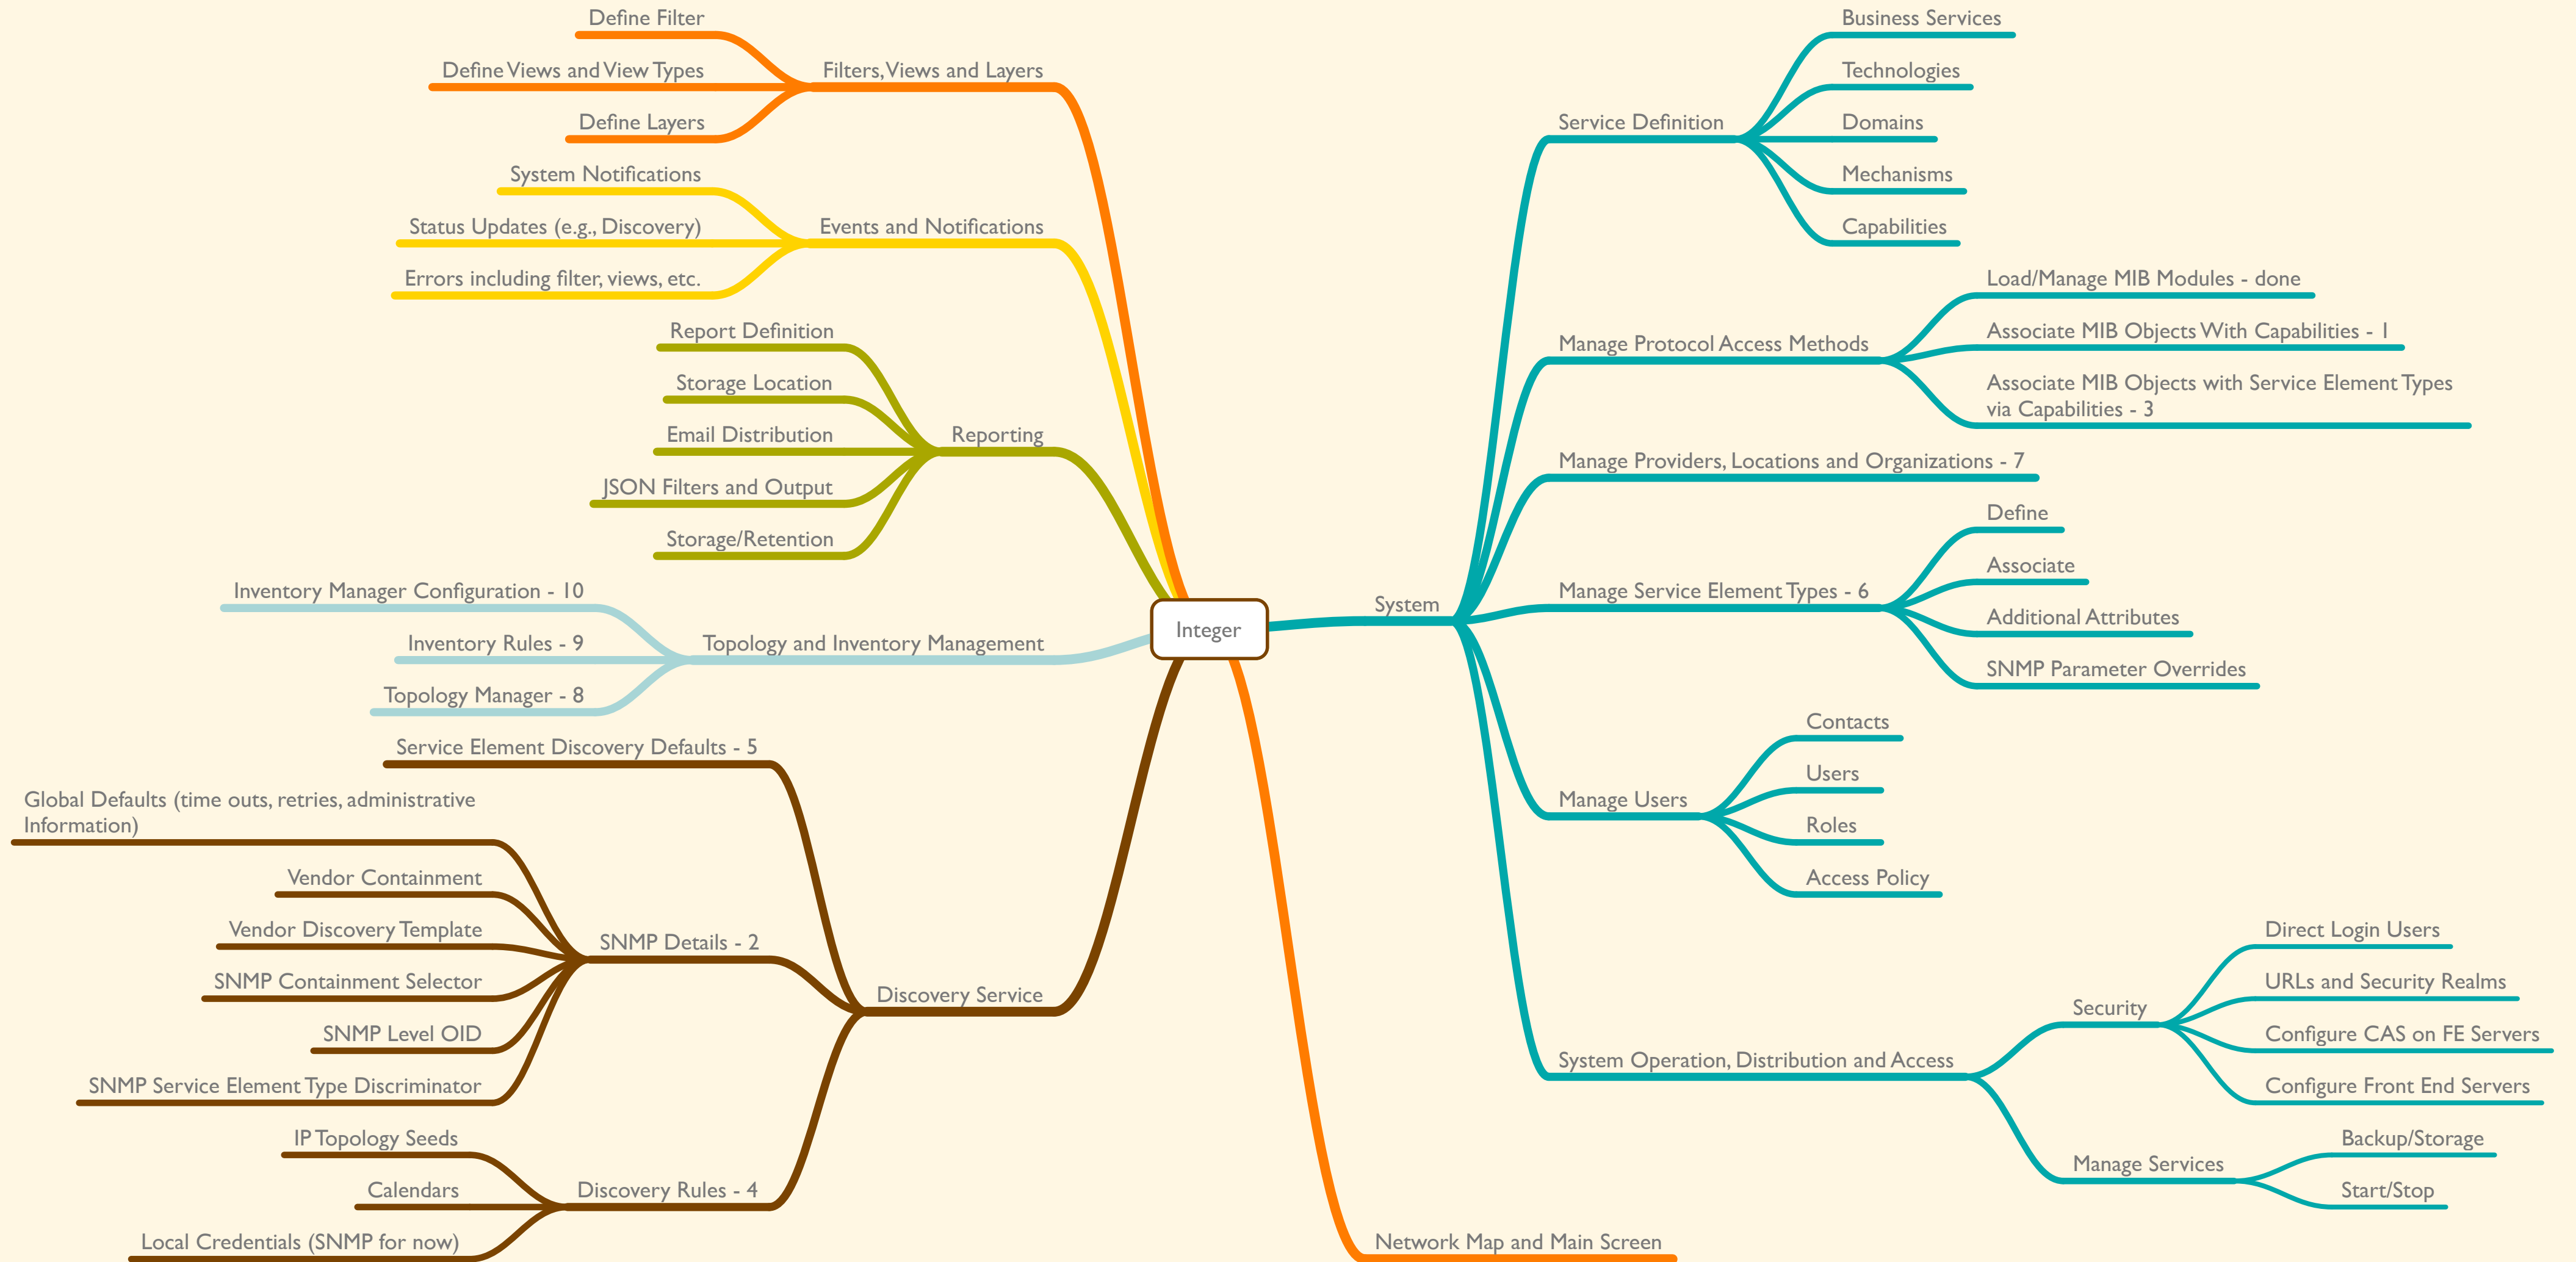 Define Filter
Define Views and View Types
Define Layers
Filters, Views and Layers
System Notifications
Status Updates (e.g., Discovery)
Errors including filter, views, etc.
Events and Notifications
Report Definition
Storage Location
Email Distribution
JSON Filters and Output
Storage/Retention
Reporting
Inventory Manager Configuration - 10
Inventory Rules - 9
Topology Manager - 8
Topology and Inventory Management
Service Element Discovery Defaults - 5
Global Defaults (time outs, retries, administrative
Information)
Vendor Containment
Vendor Discovery Template
SNMP Containment Selector
SNMP Level OID
SNMP Service Element Type Discriminator
SNMP Details - 2
IP Topology Seeds
Calendars
Local Credentials (SNMP for now)
Discovery Rules - 4
Discovery Service
Integer
System
Service Definition
Business Services
Technologies
Domains
Mechanisms
Capabilities
Manage Protocol Access Methods
Load/Manage MIB Modules - done
Associate MIB Objects With Capabilities - 1
Associate MIB Objects with Service Element Types
via Capabilities - 3
Manage Providers, Locations and Organizations - 7
Manage Service Element Types - 6
Define
Associate
Additional Attributes
SNMP Parameter Overrides
Manage Users
Contacts
Users
Roles
Access Policy
System Operation, Distribution and Access
Security
Direct Login Users
URLs and Security Realms
Configure CAS on FE Servers
Configure Front End Servers
Manage Services
Backup/Storage
Start/Stop
Network Map and Main Screen